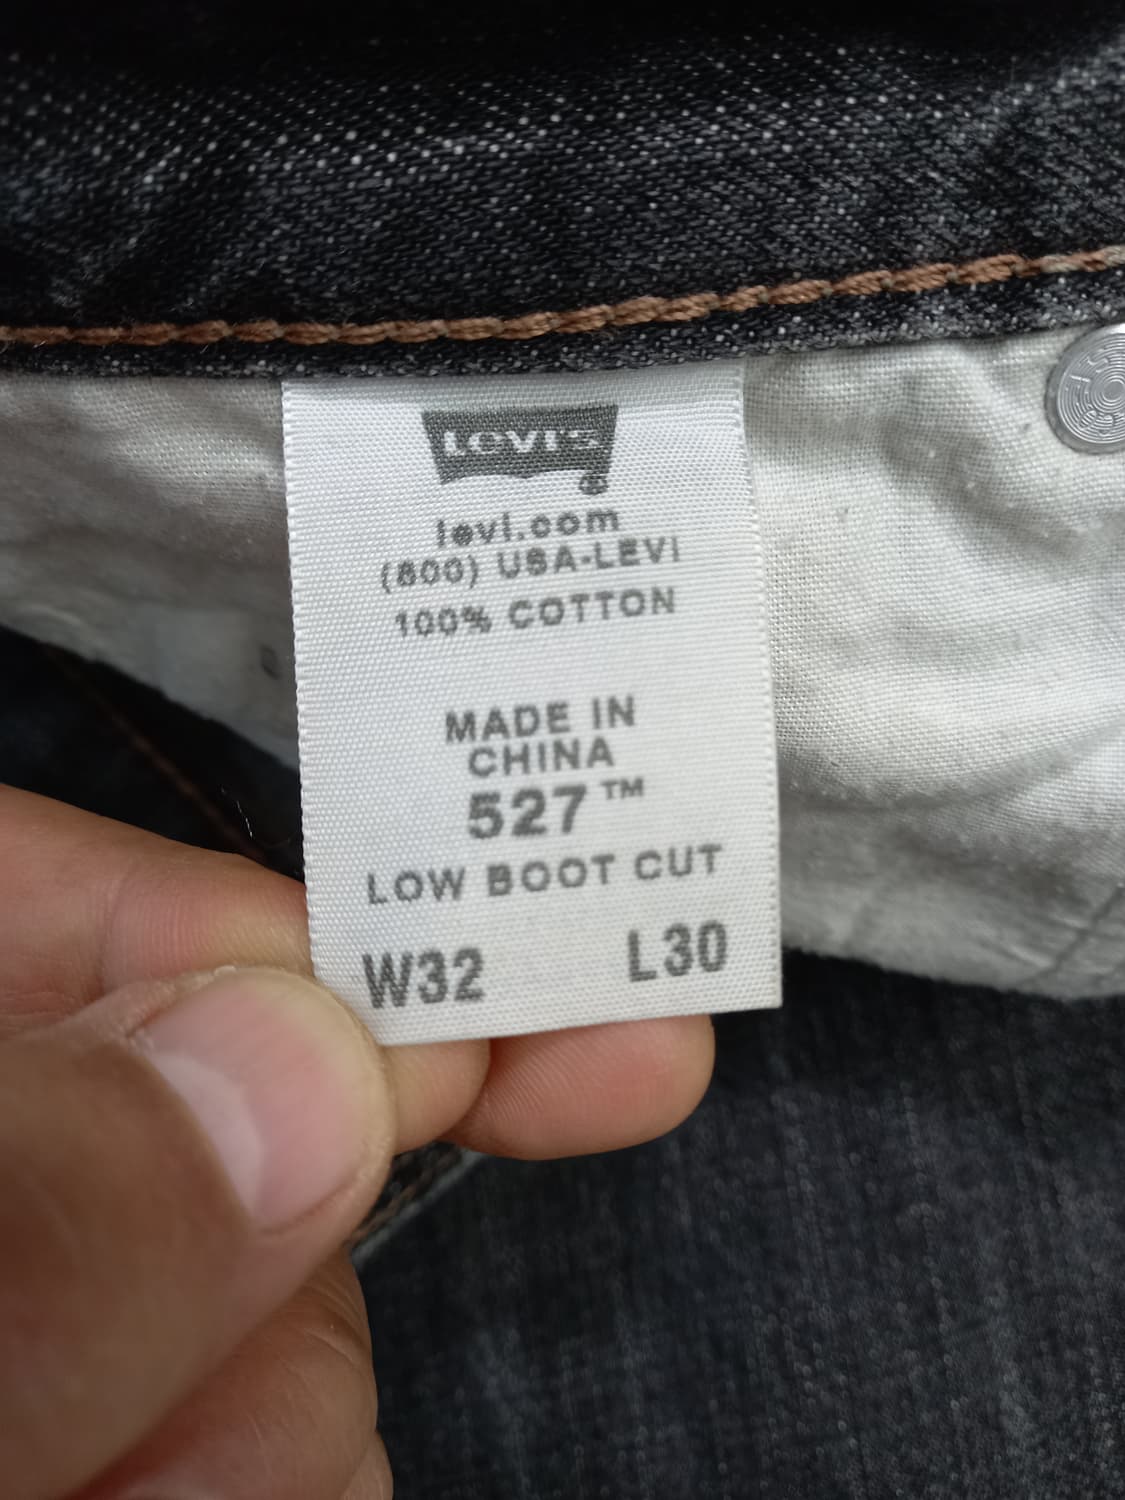 Levi's®
levi.com
(800) USA-LEVI
100% COTTON
MADE IN
CHINA
527™
LOW BOOT CUT
W32 L30